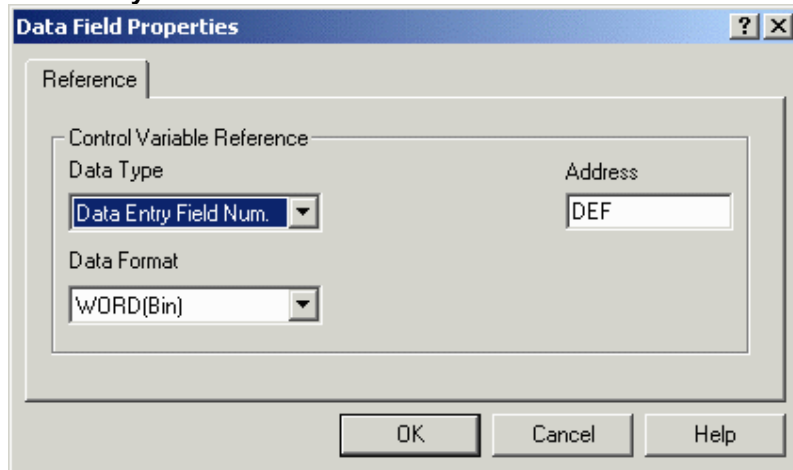 Data Field Properties
Reference
Control Variable Reference
Data Type
Address
Data Entry Field Num.
DEF
Data Format
WORD(Bin)
OK
Cancel
Help